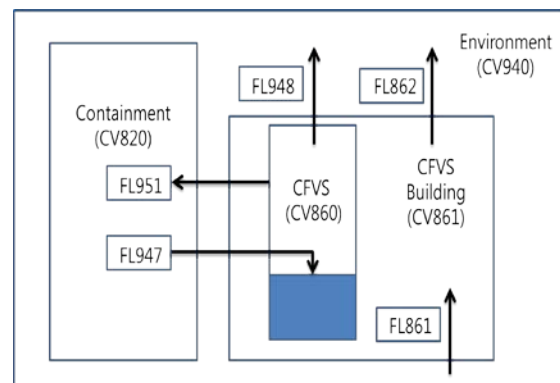 Environment
(CV940)
FL948
FL862
Containment
(CV820)
FL951
FL947
CFVS
(CV860)
CFVS
Building
(CV861)
FL861